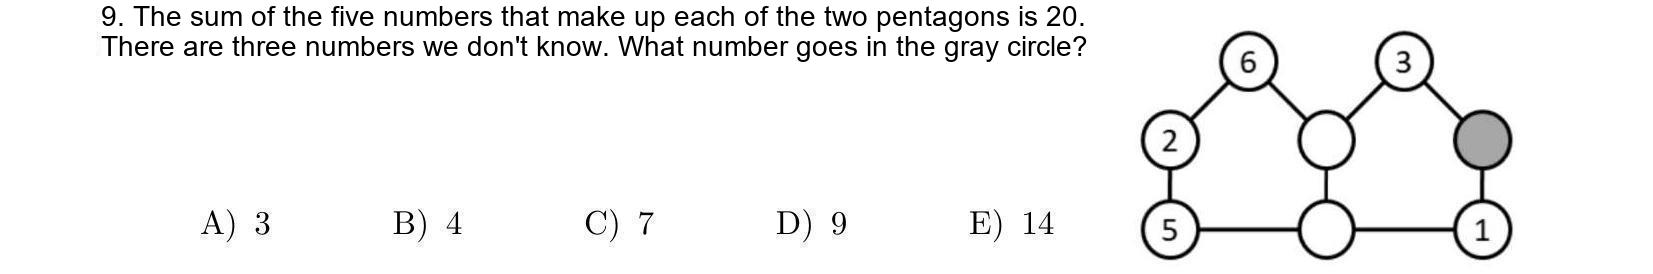 9. The sum of the five numbers that make up each of the two pentagons is 20.
There are three numbers we don't know. What number goes in the gray circle?
6 3
2
A) 3 B) 4 C) 7 D) 9 E) 14
5 1